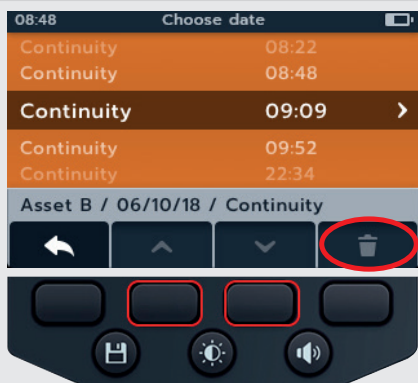 08:48 Choose date
Continuity 08:22
Continuity 08:48
Continuity 09:09
Continuity 09:52
Continuity 22:34
Asset B / 06/10/18 / Continuity